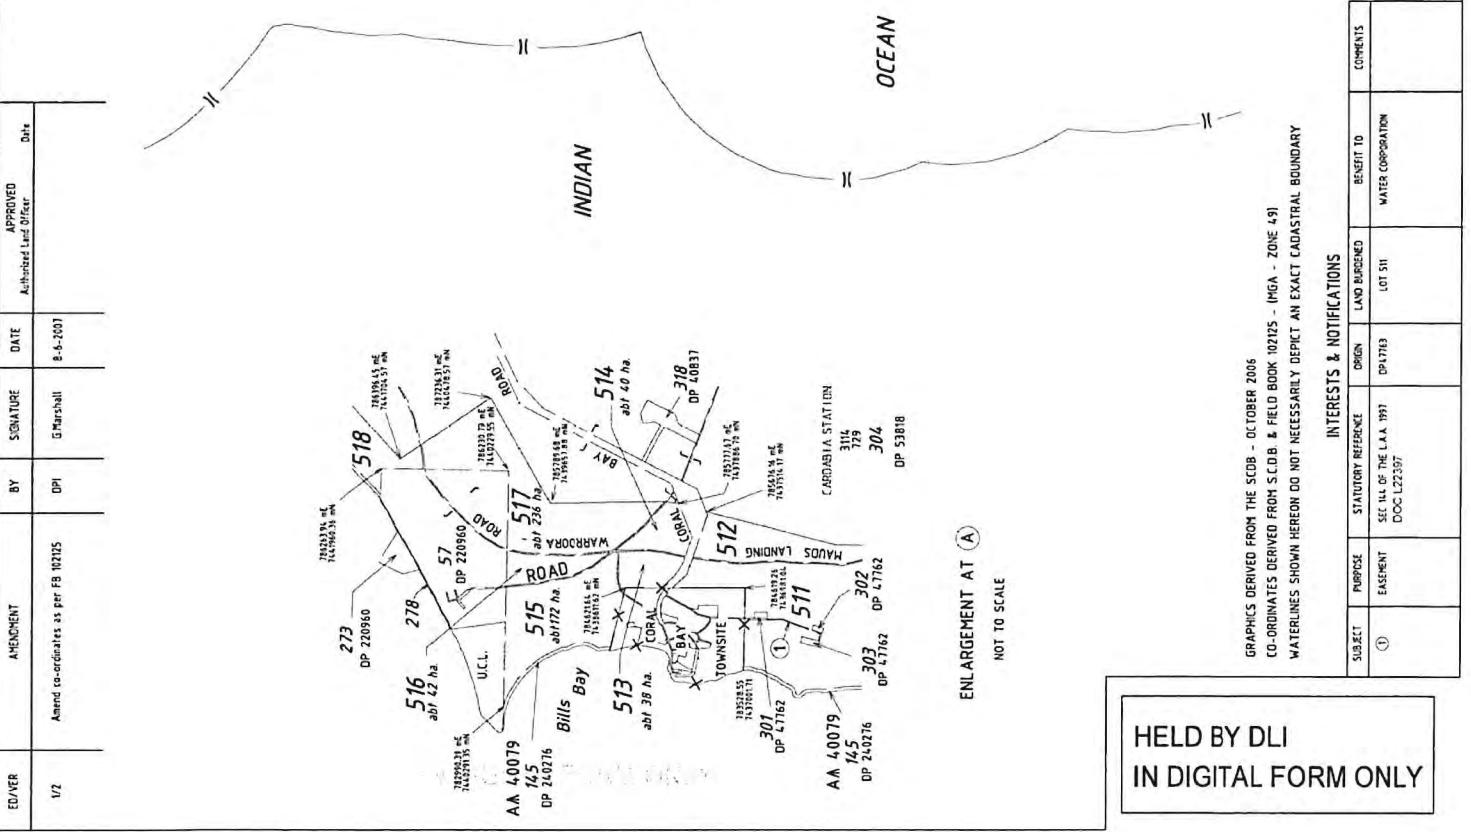 ED/VER
AMENDMENT
BY
SIGNATURE
DATE
APPROVED
Authorized Land Officer
Date
1/2
Amend co-ordinates as per FB 102125
DPI
G.Marshall
8-6-2007
INDIAN
OCEAN
273
DP 220960
278
57
DP 220960
518
516
abt 42 ha.
U.C.L.
515
abt 172 ha.
517
abt 236 ha.
ROAD
WARROORA
ROAD
514
abt 40 ha.
BAY
ROAD
CORAL
318
DP 40837
Bills Bay
513
abt 38 ha.
CORAL
BAY
TOWNSITE
512
MAUDS LANDING
511
1
AA 40079
145
DP 240276
301
DP 47762
AA 40079
145
DP 240276
303
DP 47762
302
DP 47762
CARDABIA STATION
3114
729
304
DP 53818
ENLARGEMENT AT A
NOT TO SCALE
GRAPHICS DERIVED FROM THE SCDB - OCTOBER 2006
CO-ORDINATES DERIVED FROM S.C.D.B. & FIELD BOOK 102125 - (MGA - ZONE 49)
WATERLINES SHOWN HEREON DO NOT NECESSARILY DEPICT AN EXACT CADASTRAL BOUNDARY
INTERESTS & NOTIFICATIONS
SUBJECT
PURPOSE
STATUTORY REFERENCE
ORIGIN
LAND BURDENED
BENEFIT TO
COMMENTS
1
EASEMENT
SEC 144 OF THE L.A.A. 1997
DOC L22397
DP47763
LOT 511
WATER CORPORATION
HELD BY DLI
IN DIGITAL FORM ONLY